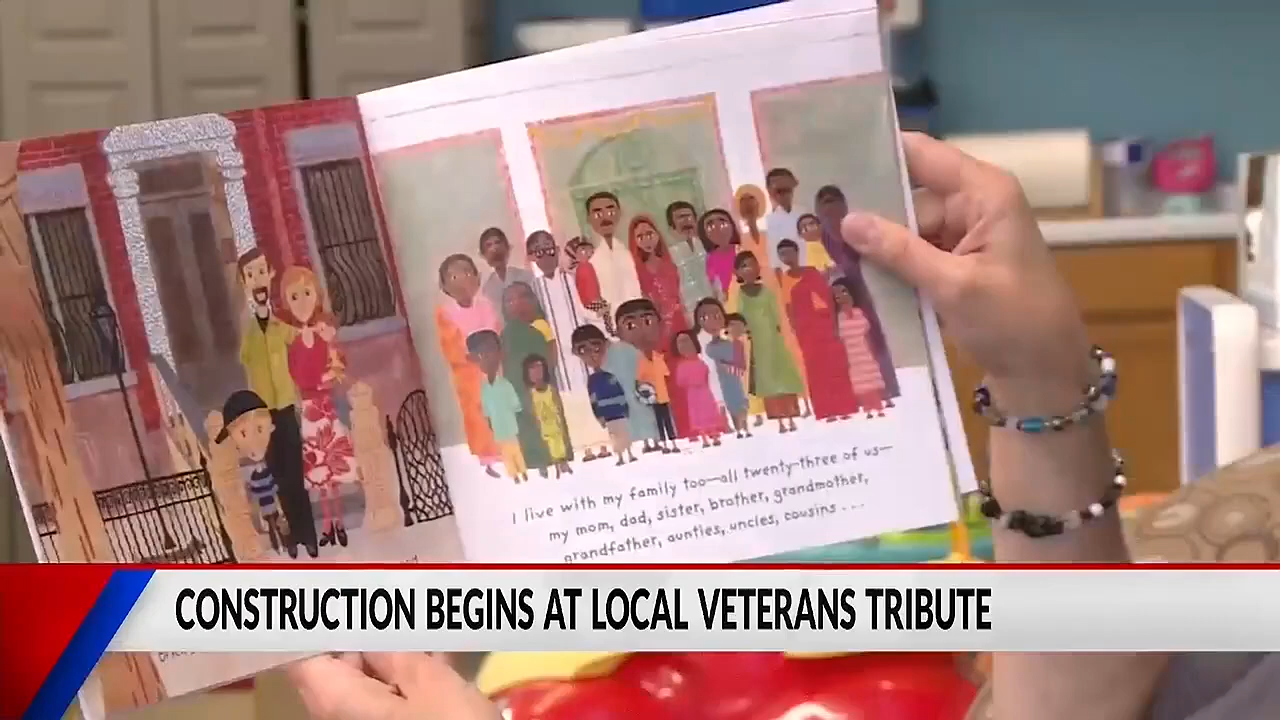 I live with my family too—all twenty-three of us—
my mom, dad, sister, brother, grandmother,
grandfather, aunties, uncles, cousins . . .
CONSTRUCTION BEGINS AT LOCAL VETERANS TRIBUTE